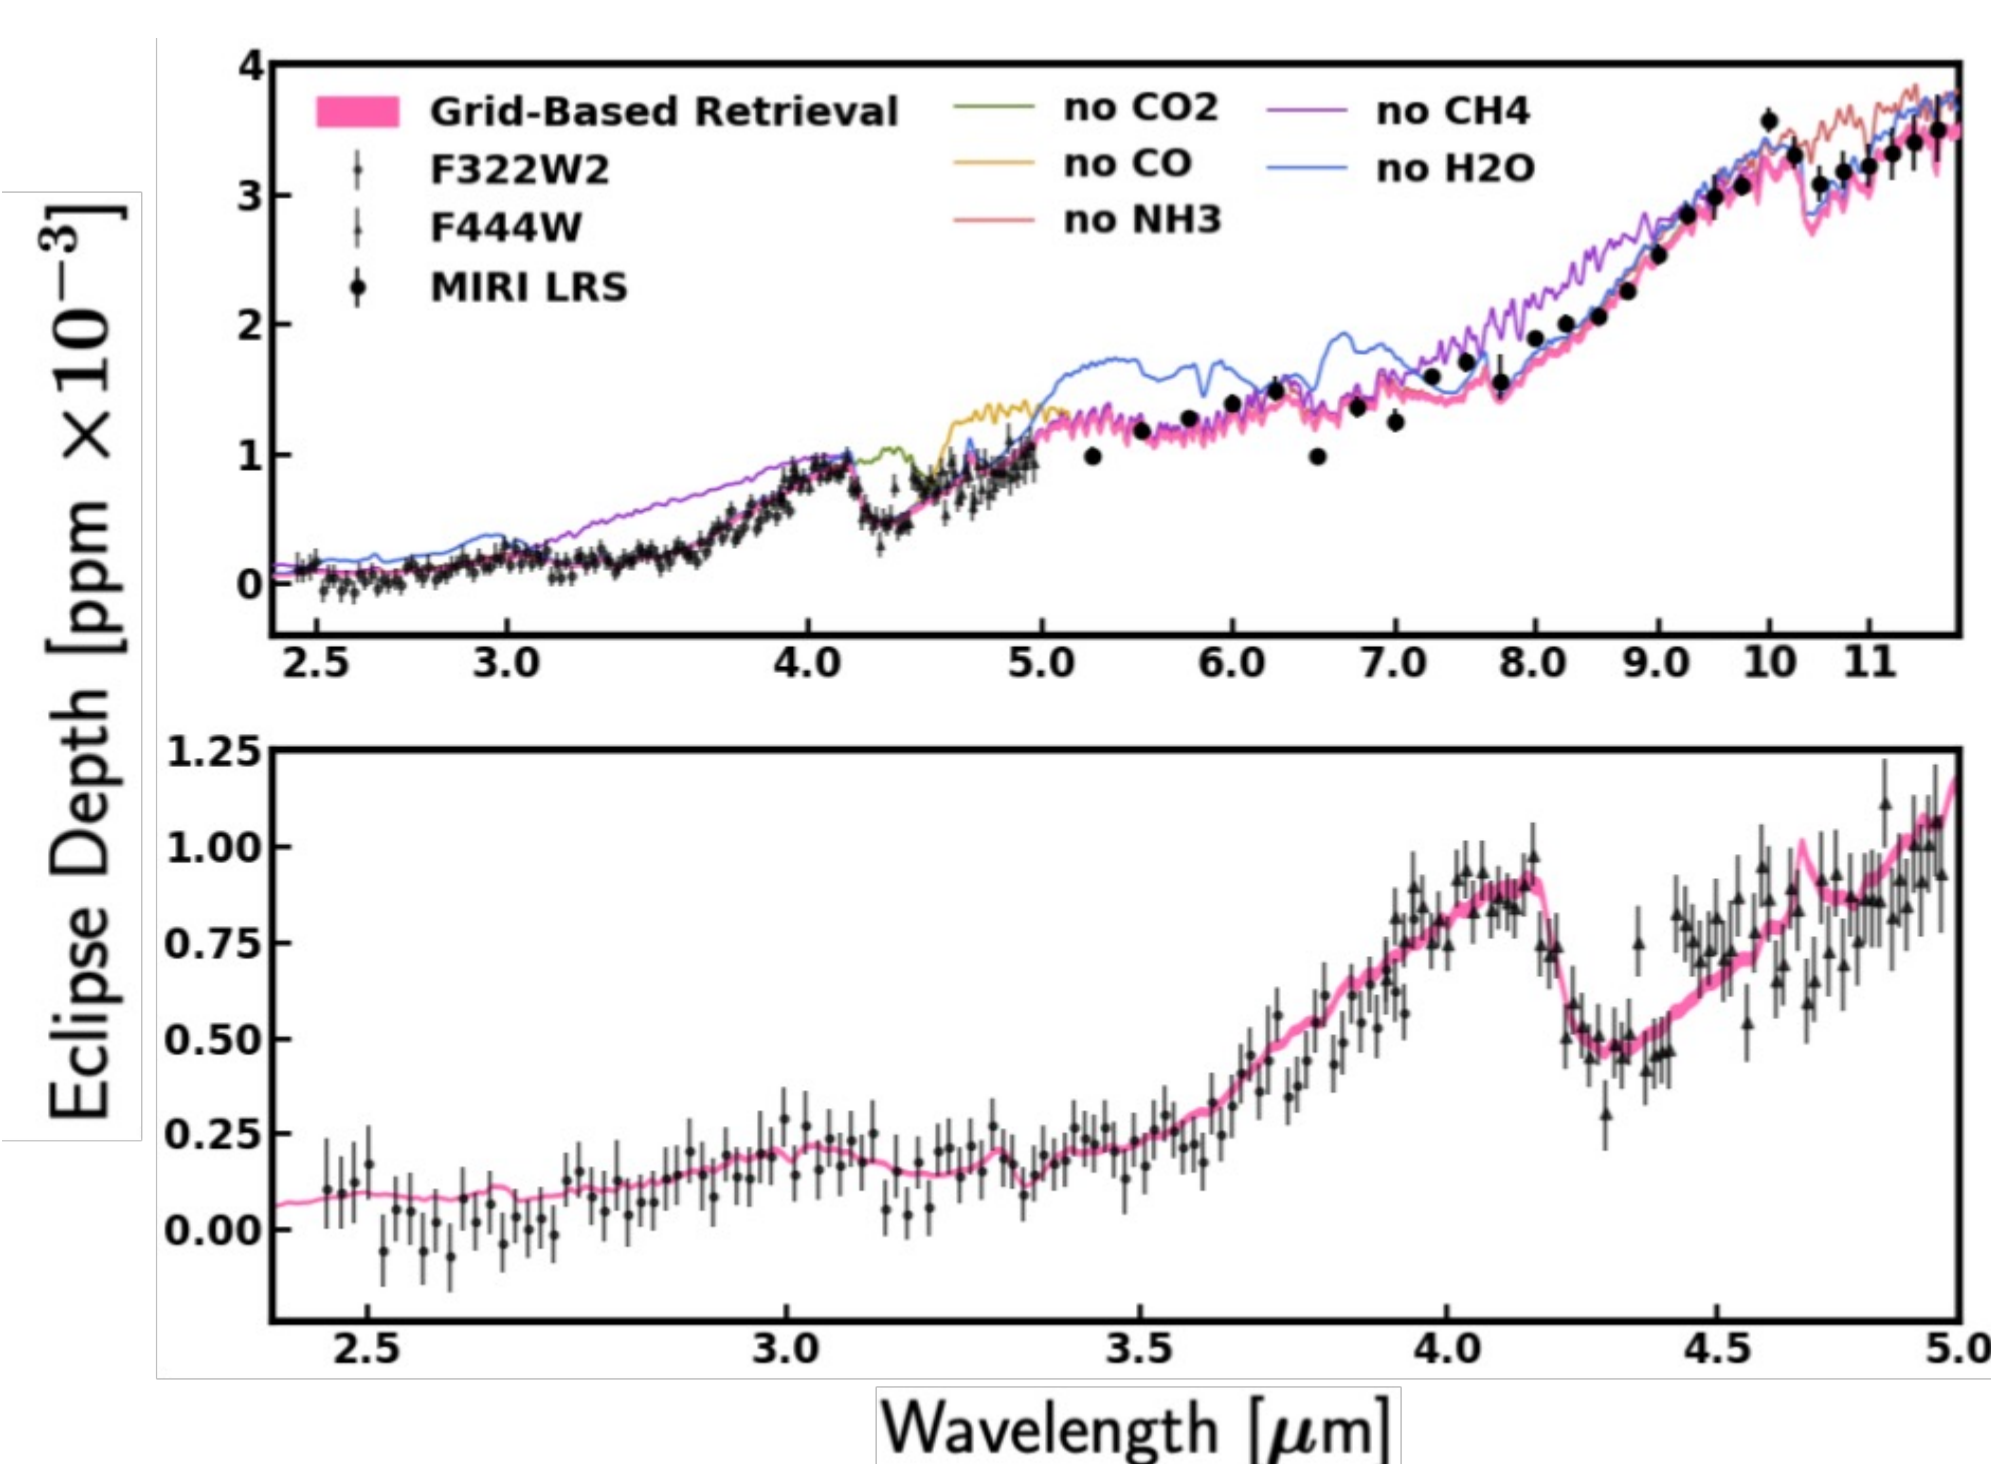 Eclipse Depth [ppm ×10⁻³]
4
3
2
1
0
Grid-Based Retrieval
F322W2
F444W
MIRI LRS
no CO2
no CO
no NH3
no CH4
no H2O
2.5 3.0 4.0 5.0 6.0 7.0 8.0 9.0 10 11
1.25
1.00
0.75
0.50
0.25
0.00
2.5 3.0 3.5 4.0 4.5 5.0
Wavelength [μm]